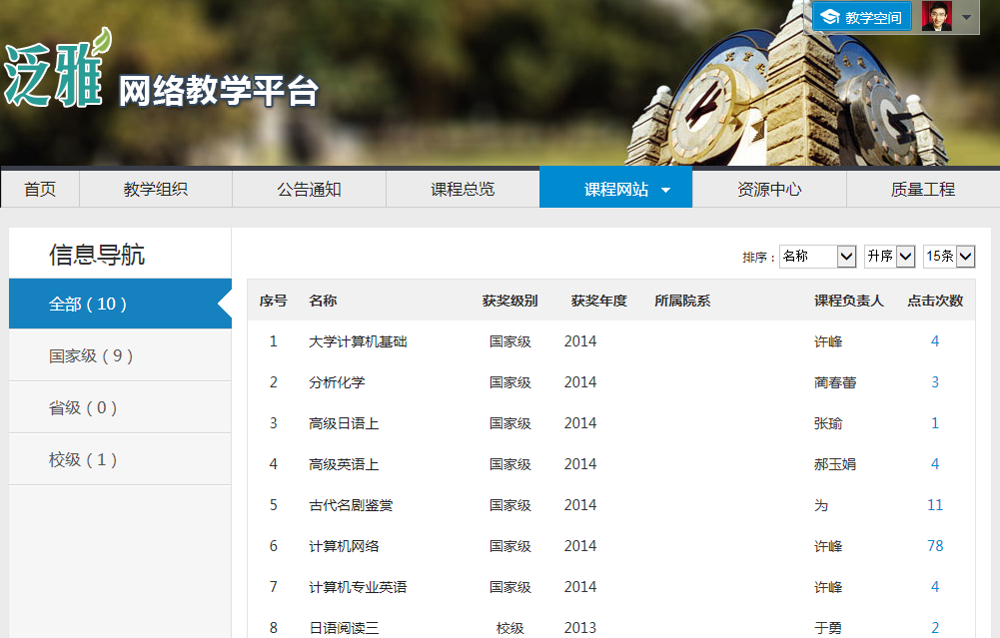 教学空间
泛雅 网络教学平台
首页 教学组织 公告通知 课程总览 课程网站 资源中心 质量工程
信息导航
全部 ( 10 )
国家级 ( 9 )
省级 ( 0 )
校级 ( 1 )
排序： 名称 升序 15条
序号 名称 获奖级别 获奖年度 所属院系 课程负责人 点击次数
1 大学计算机基础 国家级 2014 许峰 4
2 分析化学 国家级 2014 蔺春蕾 3
3 高级日语上 国家级 2014 张瑜 1
4 高级英语上 国家级 2014 郝玉娟 4
5 古代名剧鉴赏 国家级 2014 为 11
6 计算机网络 国家级 2014 许峰 78
7 计算机专业英语 国家级 2014 许峰 4
8 日语阅读三 校级 2013 于勇 2